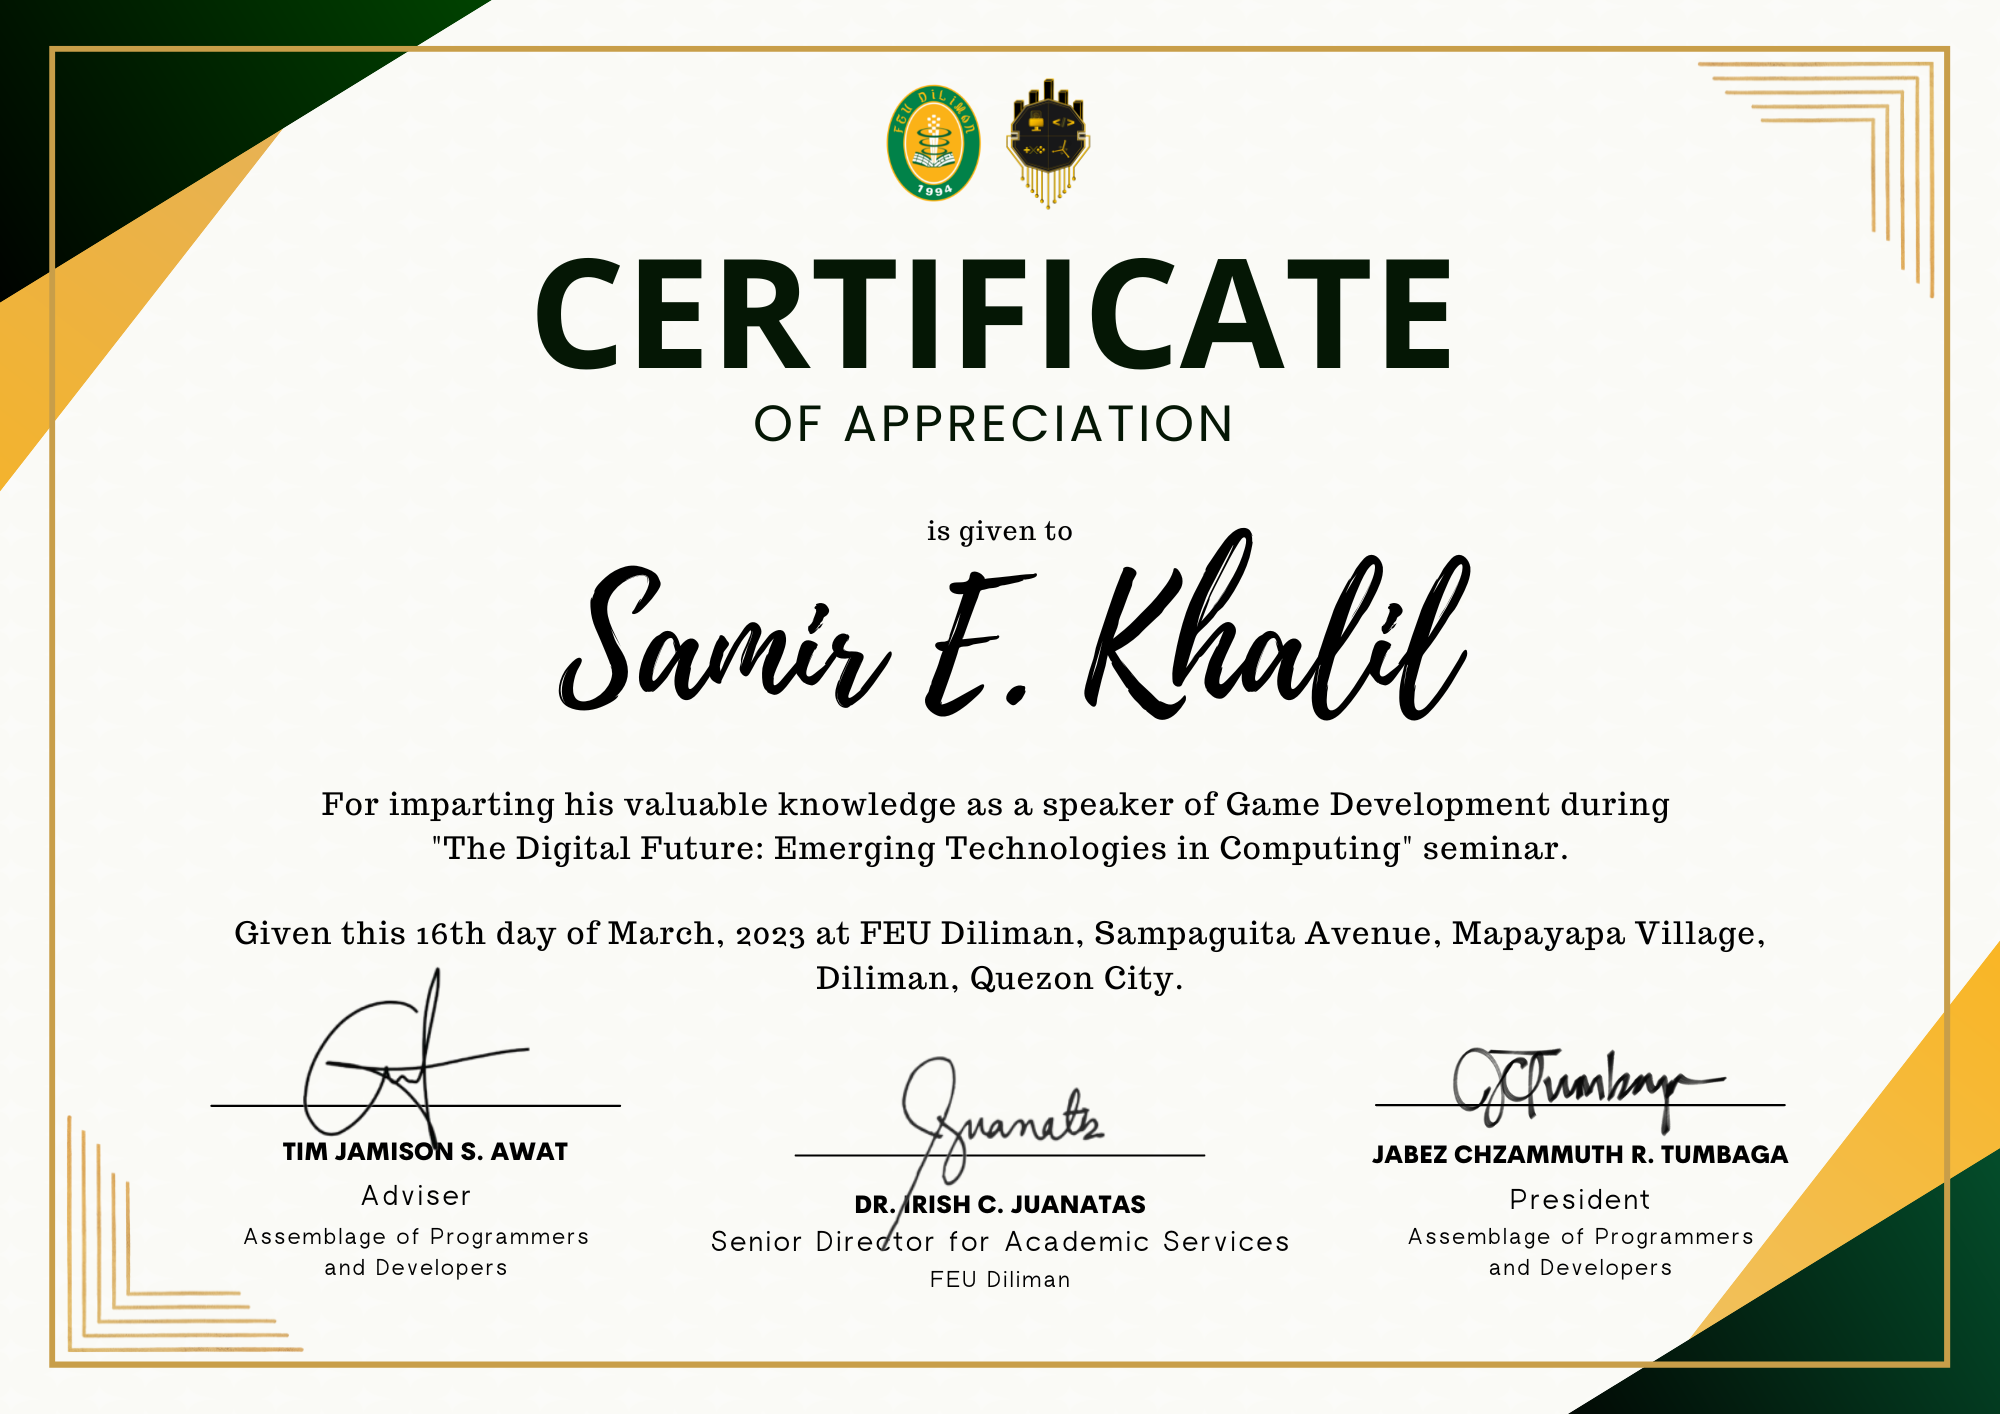 FEU DiLiMAN
1994
</>
CERTIFICATE
OF APPRECIATION
is given to
Samir E. Khalil
For imparting his valuable knowledge as a speaker of Game Development during
"The Digital Future: Emerging Technologies in Computing" seminar.
Given this 16th day of March, 2023 at FEU Diliman, Sampaguita Avenue, Mapayapa Village,
Diliman, Quezon City.
TIM JAMISON S. AWAT
Adviser
Assemblage of Programmers
and Developers
Juanatas
DR. IRISH C. JUANATAS
Senior Director for Academic Services
FEU Diliman
JCTumbaga
JABEZ CHZAMMUTH R. TUMBAGA
President
Assemblage of Programmers
and Developers